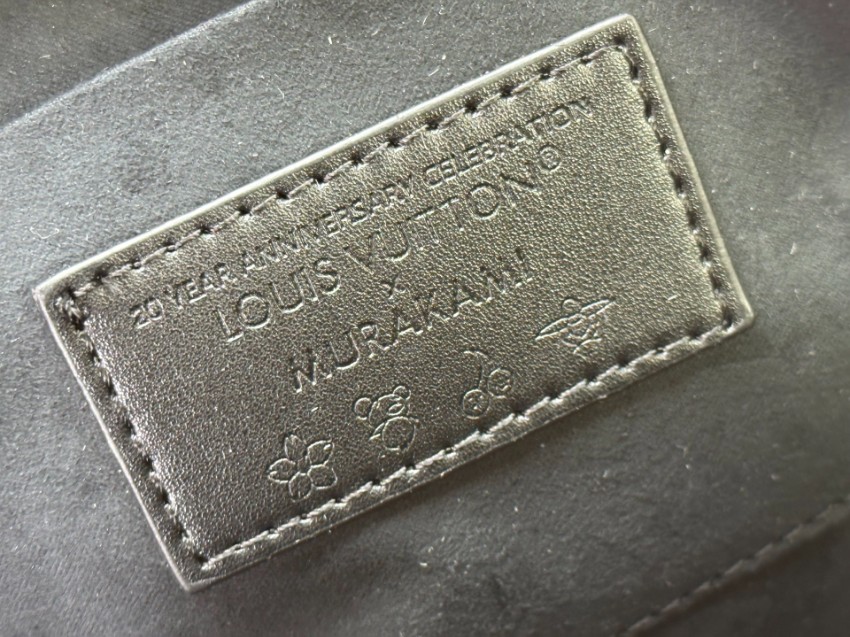 20 YEAR ANNIVERSARY CELEBRATION
LOUIS VUITTON®
x
MURAKAMI